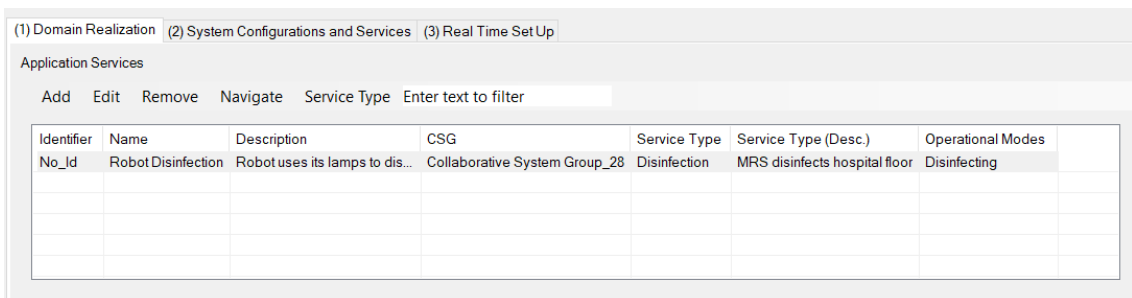 (1) Domain Realization (2) System Configurations and Services (3) Real Time Set Up
Application Services
Add Edit Remove Navigate Service Type Enter text to filter
Identifier Name Description CSG Service Type Service Type (Desc.) Operational Modes
No_Id Robot Disinfection Robot uses its lamps to dis... Collaborative System Group_28 Disinfection MRS disinfects hospital floor Disinfecting